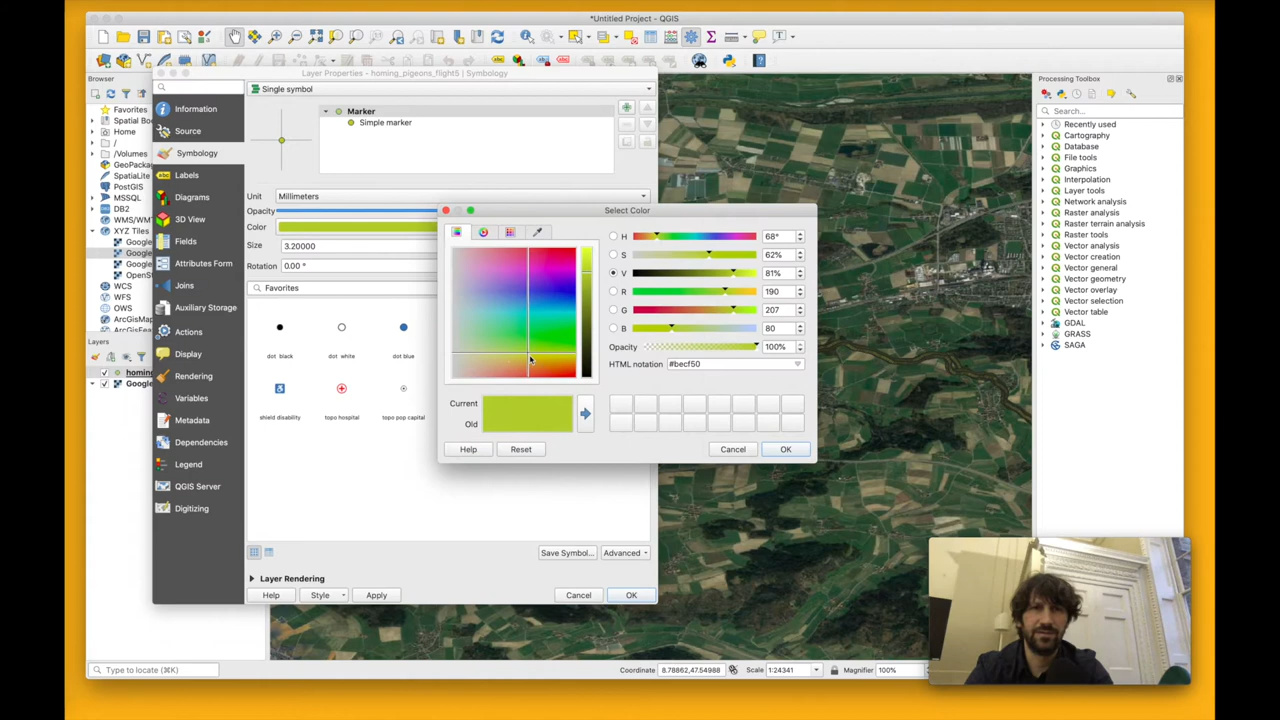 *Untitled Project - QGIS
Browser
Favorites
Spatial Bo
Home
/
/Volumes
GeoPackag
SpatiaLite
PostGIS
MSSQL
DB2
WMS/WM
XYZ Tiles
Google
Google
Google
OpenSt
WCS
WFS
ArcGisMap
ArcGisFeat
Layers
homing
Google
Layer Properties - homing_pigeons_flight5 | Symbology
Information
Source
Symbology
Labels
Diagrams
3D View
Fields
Attributes Form
Joins
Auxiliary Storage
Actions
Display
Rendering
Variables
Metadata
Dependencies
Legend
QGIS Server
Digitizing
Single symbol
Marker
Simple marker
Unit Millimeters
Opacity
Color
Size 3.20000
Rotation 0.00 °
Favorites
dot black
dot white
dot blue
shield disability
topo hospital
topo pop capital
Save Symbol...
Advanced
Layer Rendering
Help
Style
Apply
Cancel
OK
Select Color
H 68°
S 62%
V 81%
R 190
G 207
B 80
Opacity 100%
HTML notation #becf50
Current
Old
Help
Reset
Cancel
OK
Processing Toolbox
Search...
Recently used
Cartography
Database
File tools
Graphics
Interpolation
Layer tools
Network analysis
Raster analysis
Raster terrain analysis
Raster tools
Vector analysis
Vector creation
Vector general
Vector geometry
Vector overlay
Vector selection
Vector table
GDAL
GRASS
SAGA
Type to locate (⌘K)
Coordinate 8.78862,47.54988
Scale 1:24341
Magnifier 100%